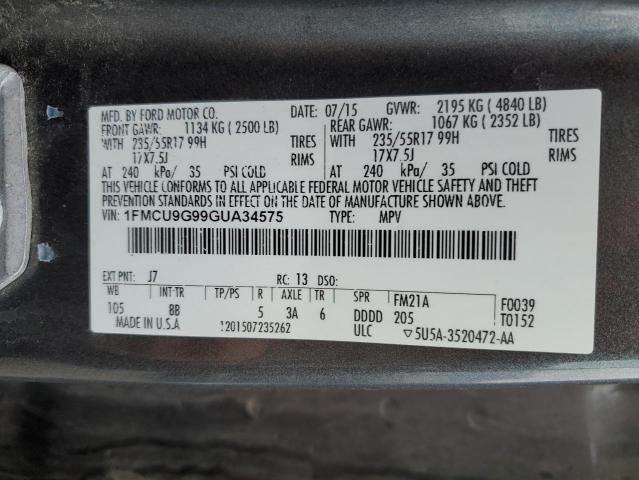 MFD. BY FORD MOTOR CO. DATE: 07/15 GVWR: 2195 KG ( 4840 LB)
FRONT GAWR: 1134 KG ( 2500 LB) REAR GAWR: 1067 KG ( 2352 LB)
WITH 235/55R17 99H TIRES WITH 235/55R17 99H TIRES
17X7.5J RIMS 17X7.5J RIMS
AT 240 kPa/ 35 PSI COLD AT 240 kPa/ 35 PSI COLD
THIS VEHICLE CONFORMS TO ALL APPLICABLE FEDERAL MOTOR VEHICLE SAFETY AND THEFT
PREVENTION STANDARDS IN EFFECT ON THE DATE OF MANUFACTURE SHOWN ABOVE.
VIN: 1FMCU9G99GUA34575 TYPE: MPV
EXT PNT: J7 RC: 13 DSO:
WB INT TR TP/PS R AXLE TR SPR FM21A F0039
105 8B 5 3A 6 DDDD 205 T0152
MADE IN U.S.A 1201507235262 ULC ▽5U5A-3520472-AA